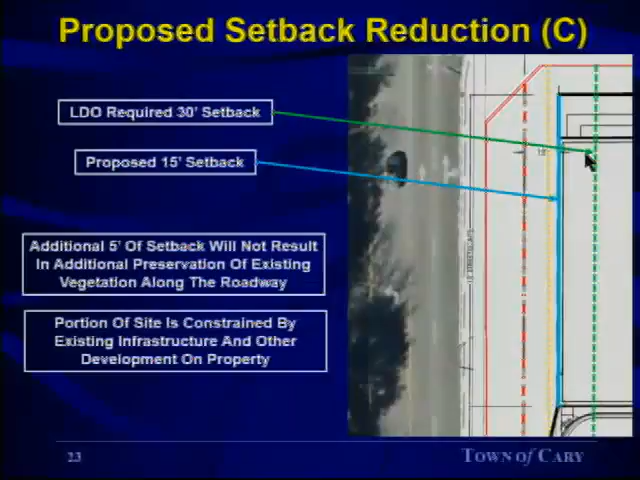 Proposed Setback Reduction (C)
LDO Required 30' Setback
Proposed 15' Setback
Additional 5' Of Setback Will Not Result
In Additional Preservation Of Existing
Vegetation Along The Roadway
Portion Of Site Is Constrained By
Existing Infrastructure And Other
Development On Property
23
TOWN of CARY